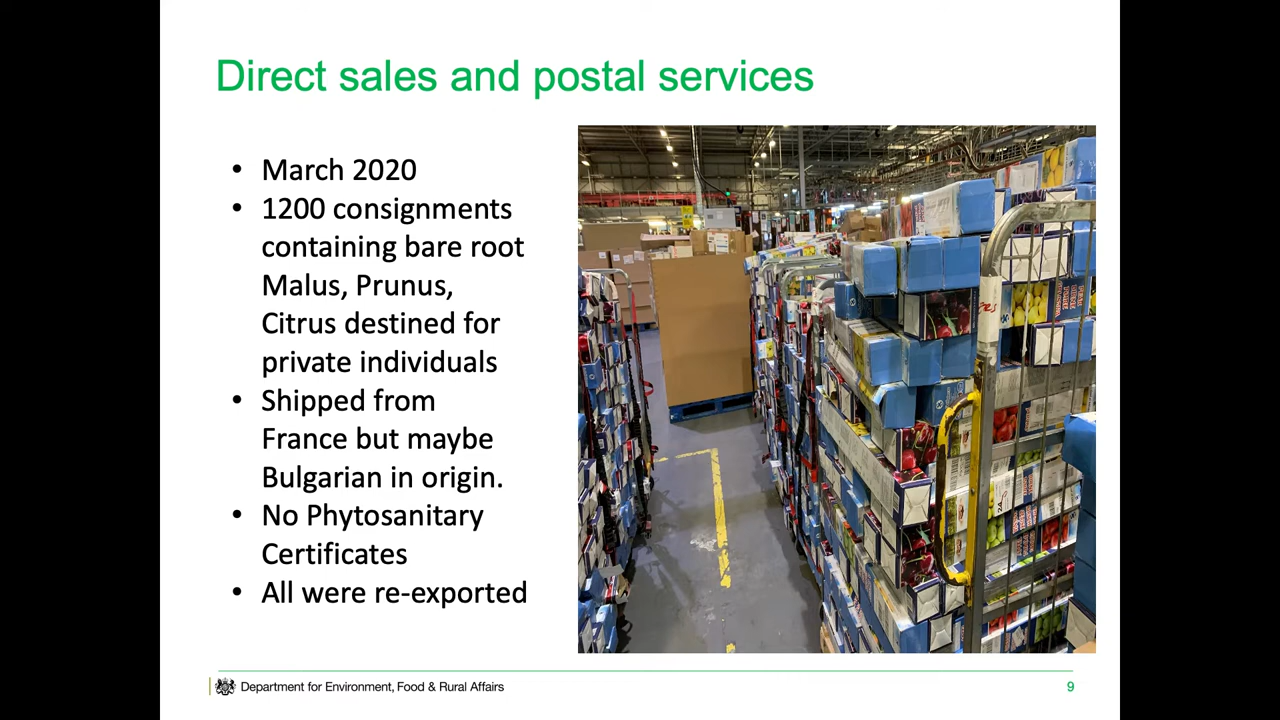 Direct sales and postal services
• March 2020
• 1200 consignments
containing bare root
Malus, Prunus,
Citrus destined for
private individuals
• Shipped from
France but maybe
Bulgarian in origin.
• No Phytosanitary
Certificates
• All were re-exported
Department for Environment, Food & Rural Affairs
9